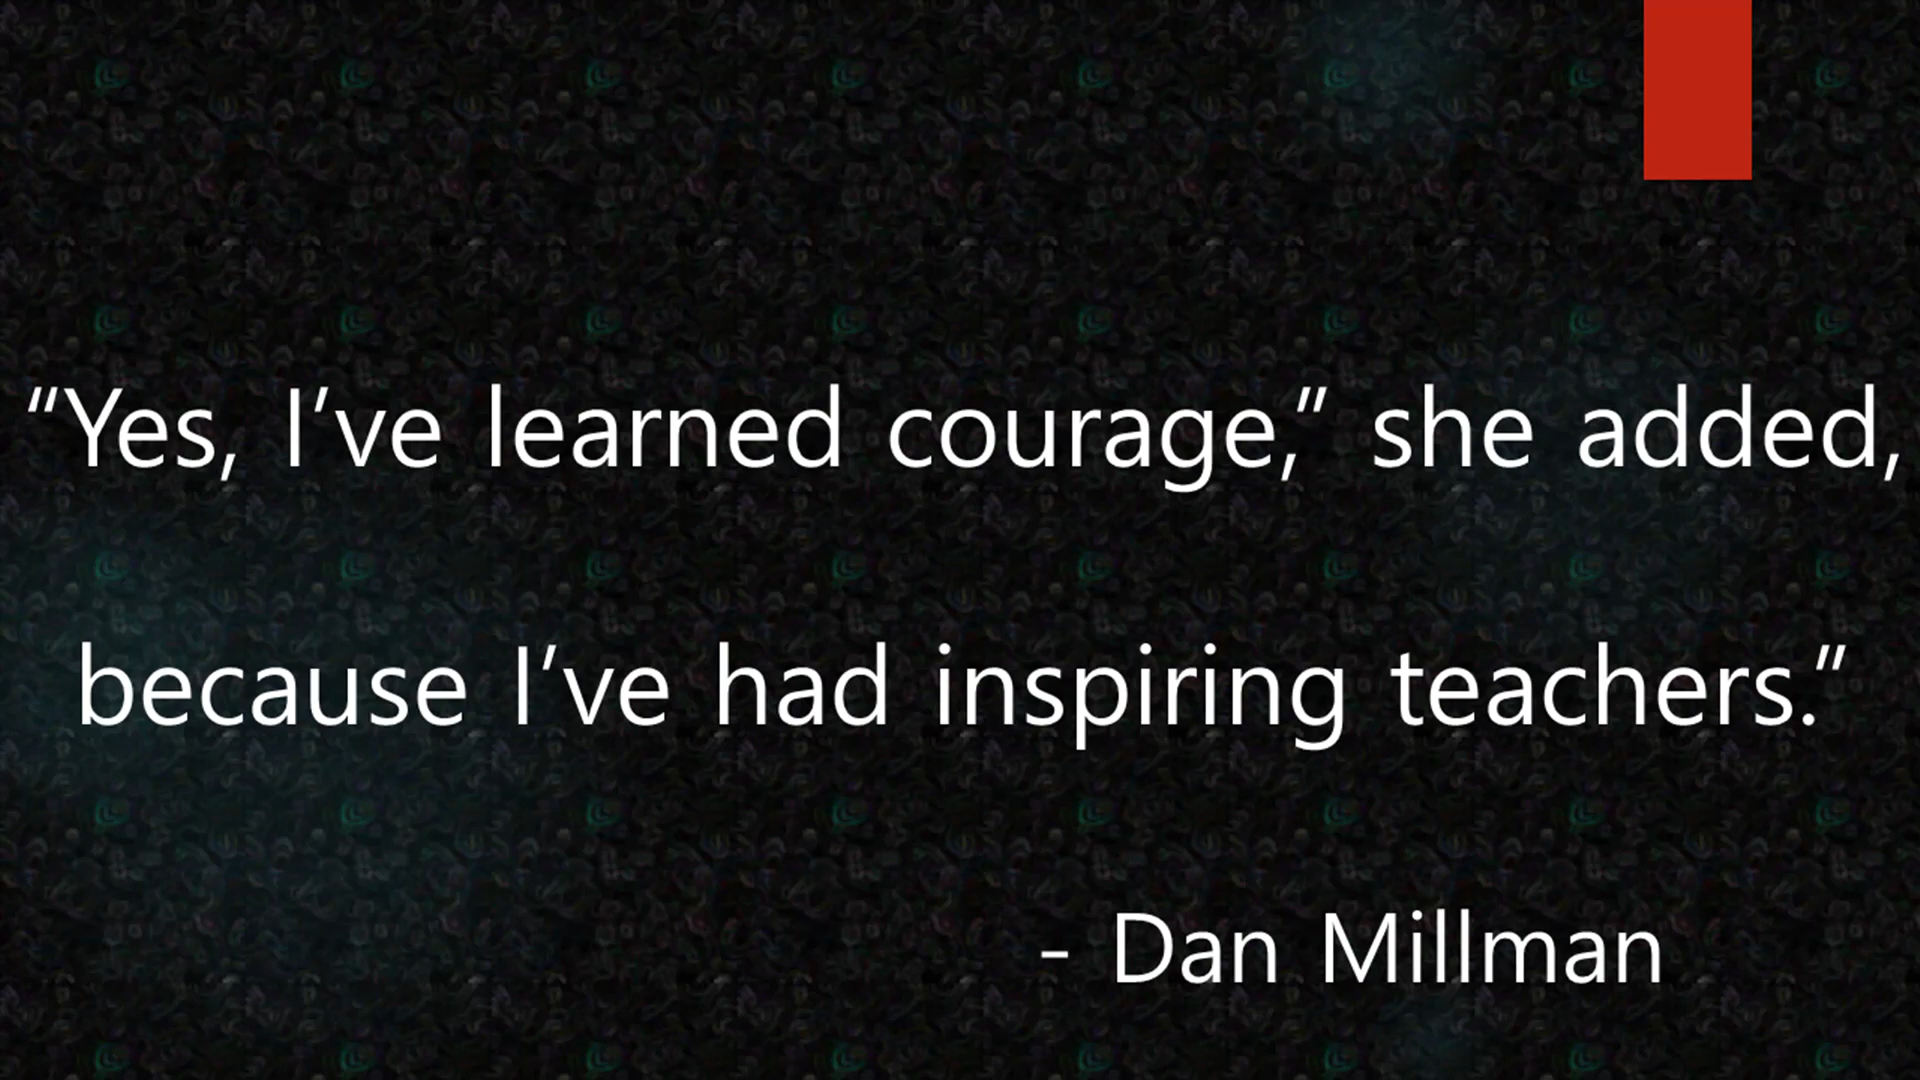 “Yes, I’ve learned courage,” she added,
because I’ve had inspiring teachers.”
- Dan Millman